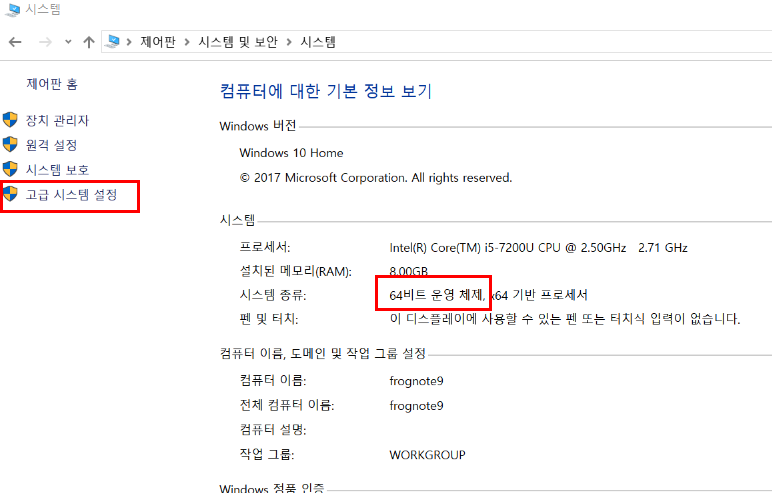 시스템
제어판 > 시스템 및 보안 > 시스템
제어판 홈
장치 관리자
원격 설정
시스템 보호
고급 시스템 설정
컴퓨터에 대한 기본 정보 보기
Windows 버전
Windows 10 Home
© 2017 Microsoft Corporation. All rights reserved.
시스템
프로세서: Intel(R) Core(TM) i5-7200U CPU @ 2.50GHz 2.71 GHz
설치된 메모리(RAM): 8.00GB
시스템 종류: 64비트 운영 체제, x64 기반 프로세서
펜 및 터치: 이 디스플레이에 사용할 수 있는 펜 또는 터치식 입력이 없습니다.
컴퓨터 이름, 도메인 및 작업 그룹 설정
컴퓨터 이름: frognote9
전체 컴퓨터 이름: frognote9
컴퓨터 설명:
작업 그룹: WORKGROUP
Windows 정품 인증